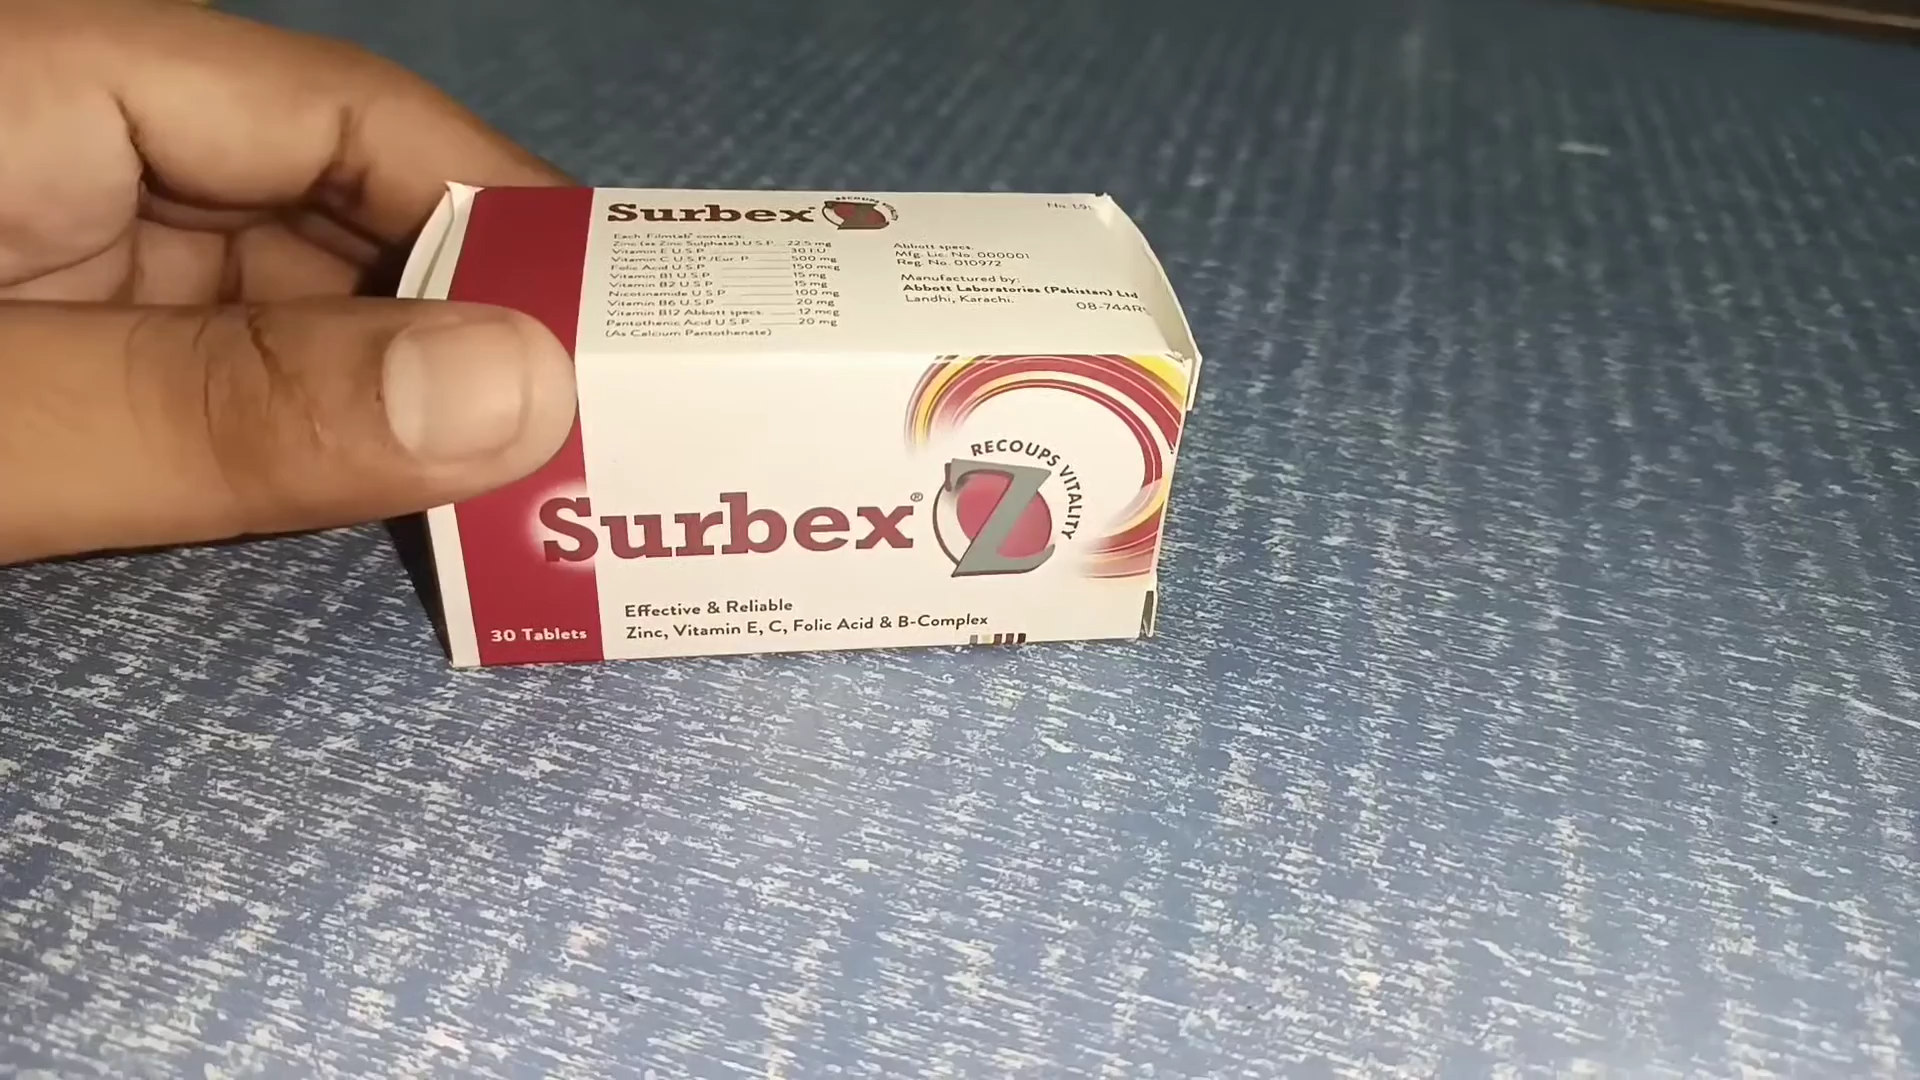 Surbex Z
RECOUPS VITALITY
Each Filmtab® contains:
Zinc (as Zinc Sulphate) U.S.P. 22.5 mg
Vitamin E U.S.P. 30 I.U
Vitamin C U.S.P./Eur. P. 500 mg
Folic Acid U.S.P. 150 mcg
Vitamin B1 U.S.P. 15 mg
Vitamin B2 U.S.P. 15 mg
Nicotinamide U.S.P. 100 mg
Vitamin B6 U.S.P 20 mg
Vitamin B12 Abbott specs. 12 mcg
Pantothenic Acid U.S.P. 20 mg
(As Calcium Pantothenate)
Abbott specs.
Mfg. Lic. No. 000001
Reg. No. 010972
Manufactured by:
Abbott Laboratories (Pakistan) Ltd
Landhi, Karachi.
08-744R
RECOUPS VITALITY
Surbex® Z
Effective & Reliable
Zinc, Vitamin E, C, Folic Acid & B-Complex
30 Tablets